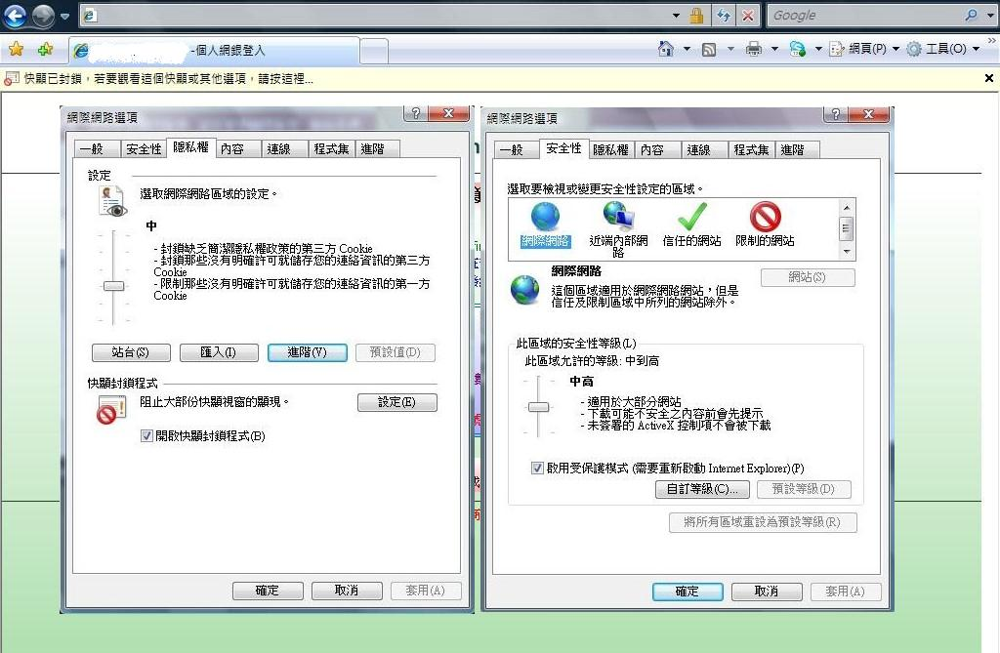 Google
-個人網銀登入
網頁(P)
工具(O)
快顯已封鎖，若要觀看這個快顯或其他選項，請按這裡...
網際網路選項
一般 安全性 隱私權 內容 連線 程式集 進階
設定
選取網際網路區域的設定。
中
- 封鎖缺乏簡潔隱私權政策的第三方 Cookie
- 封鎖那些沒有明確許可就儲存您的連絡資訊的第三方
Cookie
- 限制那些沒有明確許可就儲存您的連絡資訊的第一方
Cookie
站台(S) 匯入(I) 進階(V) 預設值(D)
快顯封鎖程式
阻止大部份快顯視窗的顯現。
設定(E)
開啟快顯封鎖程式(B)
確定 取消 套用(A)
網際網路選項
一般 安全性 隱私權 內容 連線 程式集 進階
選取要檢視或變更安全性設定的區域。
網際網路 近端內部網路 信任的網站 限制的網站
網際網路
網站(S)
這個區域適用於網際網路網站，但是
信任及限制區域中所列的網站除外。
此區域的安全性等級(L)
此區域允許的等級: 中到高
中高
- 適用於大部分網站
- 下載可能不安全之內容前會先提示
- 未簽署的 ActiveX 控制項不會被下載
啟用受保護模式 (需要重新啟動 Internet Explorer)(P)
自訂等級(C)... 預設等級(D)
將所有區域重設為預設等級(R)
確定 取消 套用(A)